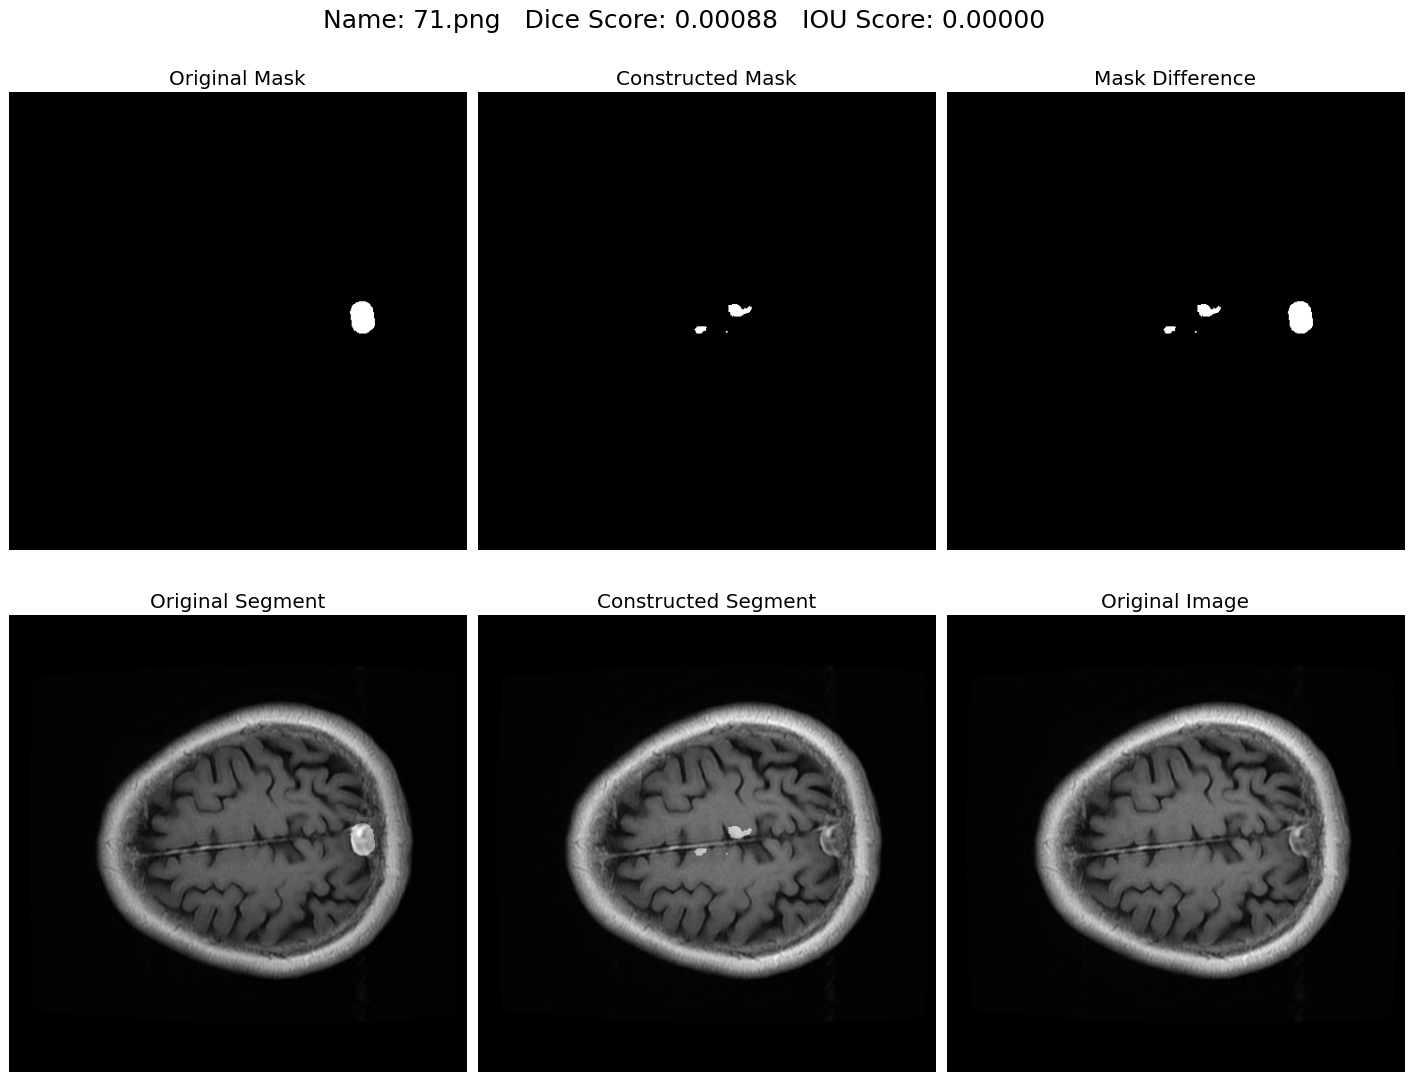 Name: 71.png   Dice Score: 0.00088   IOU Score: 0.00000
Original Mask
Constructed Mask
Mask Difference
Original Segment
Constructed Segment
Original Image